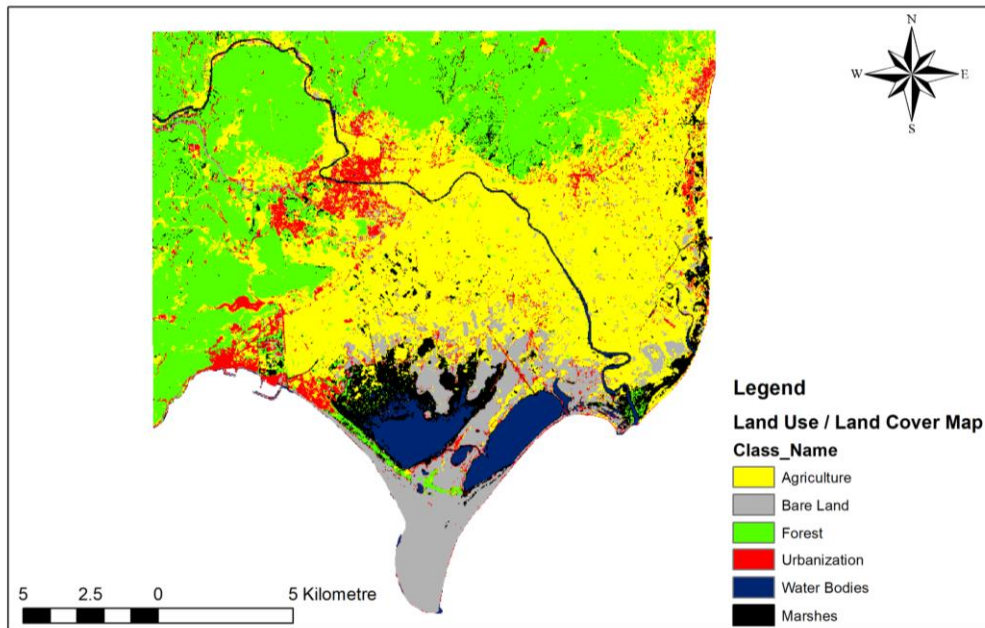 N
W E
S
Legend
Land Use / Land Cover Map
Class_Name
Agriculture
Bare Land
Forest
Urbanization
Water Bodies
Marshes
5 2.5 0 5 Kilometre